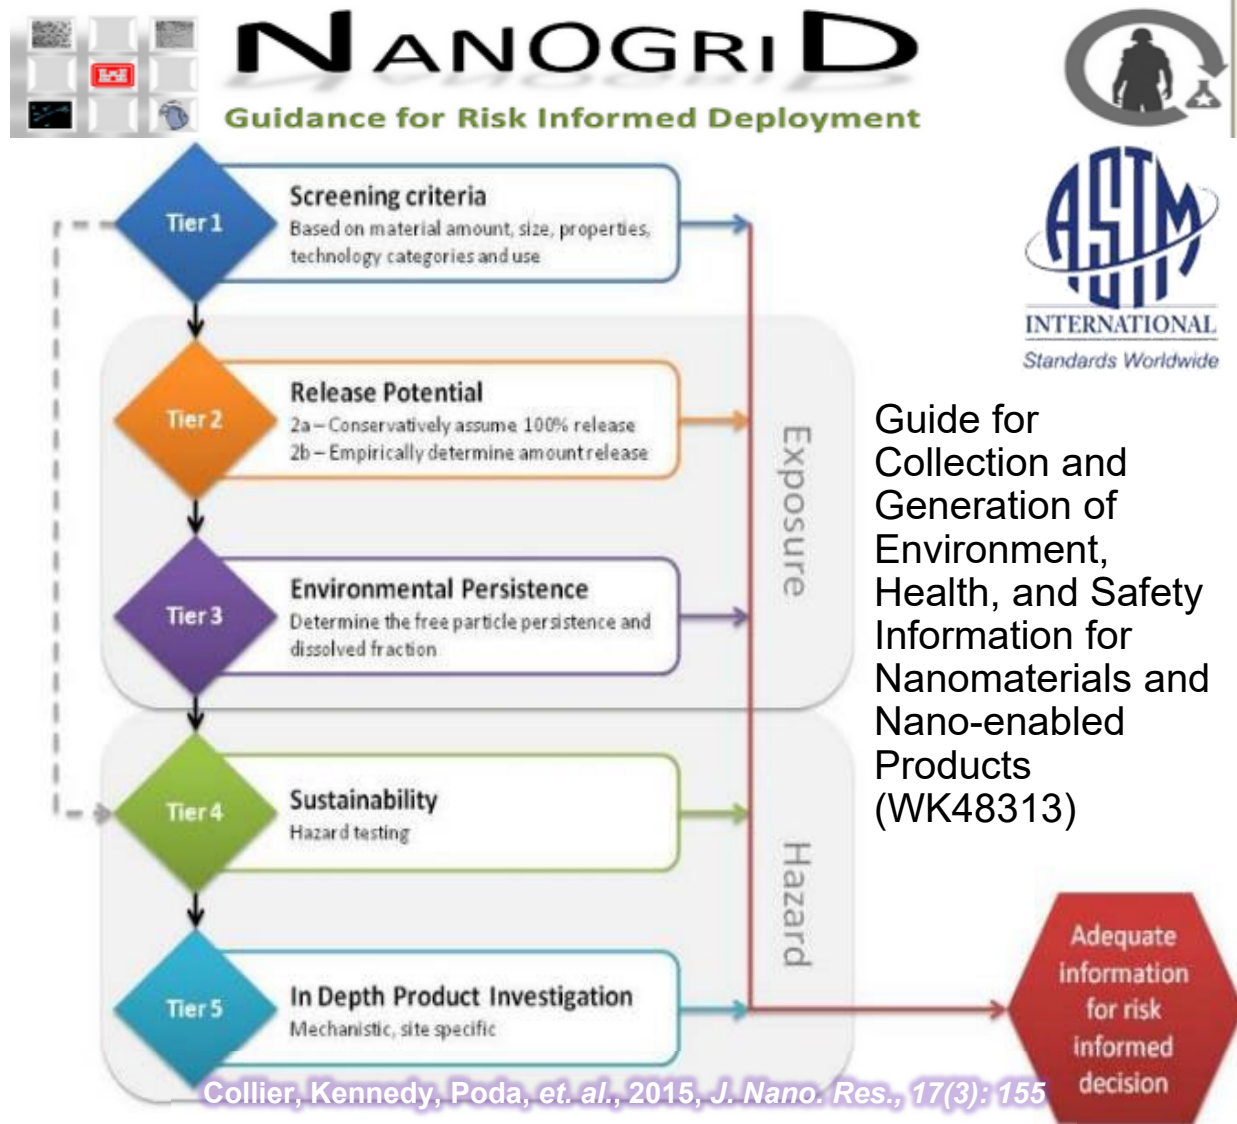 NANOGRID
Guidance for Risk Informed Deployment
Tier 1
Screening criteria
Based on material amount, size, properties,
technology categories and use
Tier 2
Release Potential
2a – Conservatively assume 100% release
2b – Empirically determine amount release
Tier 3
Environmental Persistence
Determine the free particle persistence and
dissolved fraction
Exposure
Tier 4
Sustainability
Hazard testing
Tier 5
In Depth Product Investigation
Mechanistic, site specific
Hazard
Collier, Kennedy, Poda, et. al., 2015, J. Nano. Res., 17(3): 155
ASTM
INTERNATIONAL
Standards Worldwide
Guide for
Collection and
Generation of
Environment,
Health, and Safety
Information for
Nanomaterials and
Nano-enabled
Products
(WK48313)
Adequate
information
for risk
informed
decision